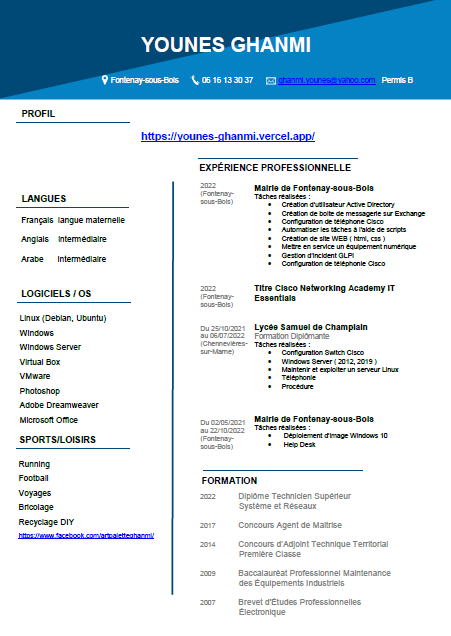 YOUNES GHANMI
Fontenay-sous-Bois 06 16 13 30 37 ghanmi.younes@yahoo.com Permis B
PROFIL
https://younes-ghanmi.vercel.app/
LANGUES
Français langue maternelle
Anglais Intermédiaire
Arabe Intermédiaire
LOGICIELS / OS
Linux (Debian, Ubuntu)
Windows
Windows Server
Virtual Box
VMware
Photoshop
Adobe Dreamweaver
Microsoft Office
SPORTS/LOISIRS
Running
Football
Voyages
Bricolage
Recyclage DIY
https://www.facebook.com/artpaletteghanmi/
EXPÉRIENCE PROFESSIONNELLE
2022
(Fontenay-
sous-Bois)
Mairie de Fontenay-sous-Bois
Tâches réalisées :
• Création d'utilisateur Active Directory
• Création de boite de messagerie sur Exchange
• Configuration de téléphone Cisco
• Automatiser les tâches à l'aide de scripts
• Création de site WEB ( html, css )
• Mettre en service un équipement numérique
• Gestion d'incident GLPI
• Configuration de téléphonie Cisco
2022
(Fontenay-
sous-Bois)
Titre Cisco Networking Academy IT
Essentials
Du 25/10/2021
au 06/07/2022
(Chennevières-
sur-Marne)
Lycée Samuel de Champlain
Formation Diplômante
Tâches réalisées :
• Configuration Switch Cisco
• Windows Server ( 2012, 2019 )
• Maintenir et exploiter un serveur Linux
• Téléphonie
• Procédure
Du 02/05/2021
au 22/10/2022
(Fontenay-
sous-Bois)
Mairie de Fontenay-sous-Bois
Tâches réalisées :
• Déploiement d'image Windows 10
• Help Desk
FORMATION
2022 Diplôme Technicien Supérieur
Système et Réseaux
2017 Concours Agent de Maitrise
2014 Concours d'Adjoint Technique Territorial
Première Classe
2009 Baccalauréat Professionnel Maintenance
des Équipements Industriels
2007 Brevet d'Études Professionnelles
Électronique